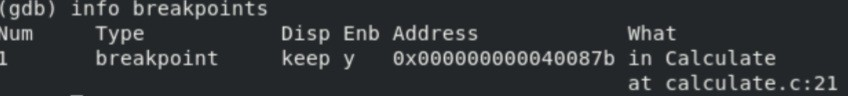 (gdb) info breakpoints
Num Type Disp Enb Address What
1 breakpoint keep y 0x000000000040087b in Calculate
at calculate.c:21